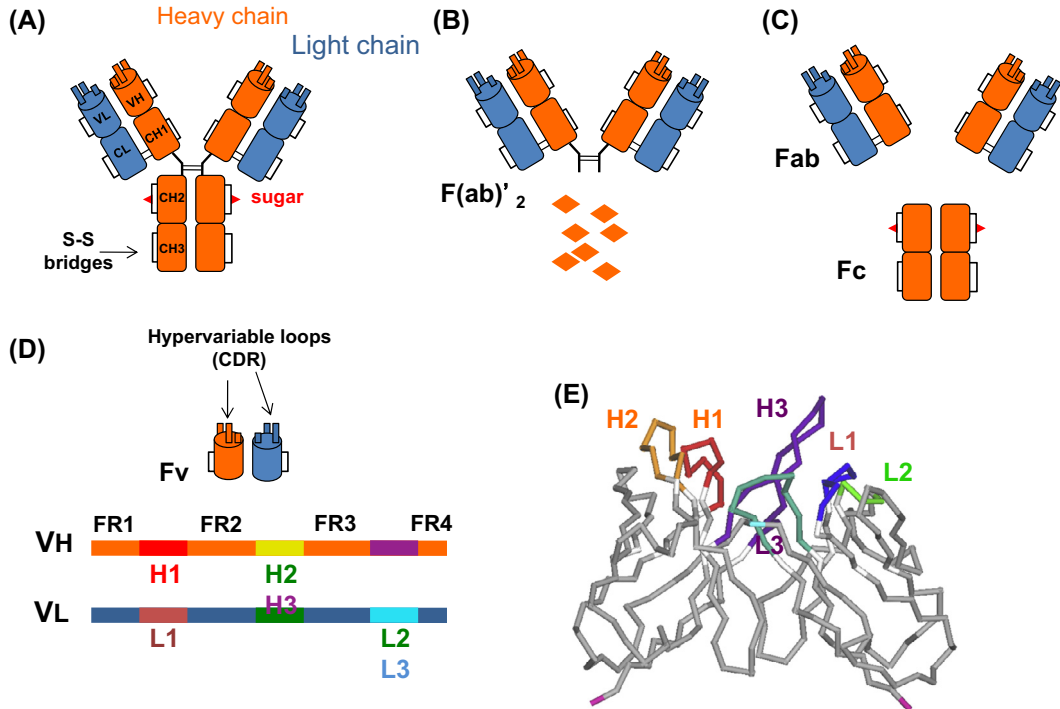 (A)
Heavy chain
Light chain
VL
VH
CL
CH1
CH2
sugar
CH3
S-S
bridges
(B)
F(ab)’2
(C)
Fab
Fc
(D)
Hypervariable loops
(CDR)
Fv
FR1 FR2 FR3 FR4
VH
H1 H2
H3
VL
L1 L2
L3
(E)
H2 H1 H3 L1 L2
L3